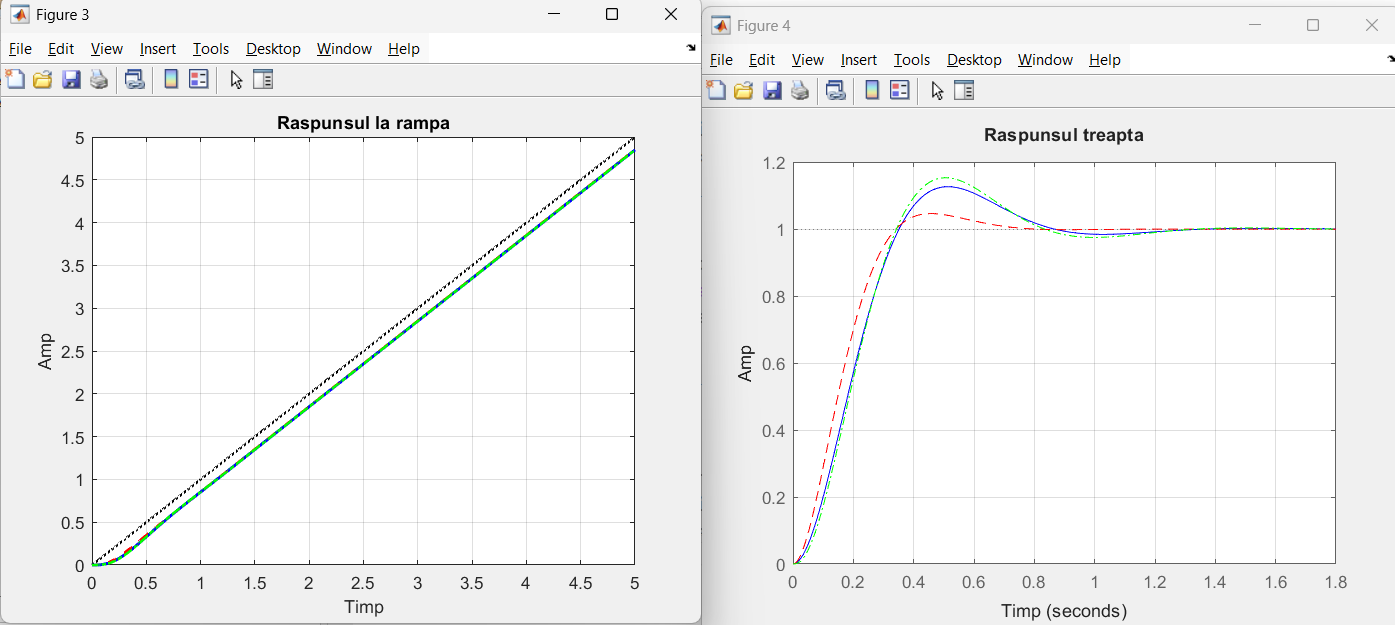 Figure 3
File Edit View Insert Tools Desktop Window Help
Raspunsul la rampa
5
4.5
4
3.5
3
2.5
2
1.5
1
0.5
0
Amp
0 0.5 1 1.5 2 2.5 3 3.5 4 4.5 5
Timp
Figure 4
File Edit View Insert Tools Desktop Window Help
Raspunsul treapta
1.2
1
0.8
0.6
0.4
0.2
0
Amp
0 0.2 0.4 0.6 0.8 1 1.2 1.4 1.6 1.8
Timp (seconds)